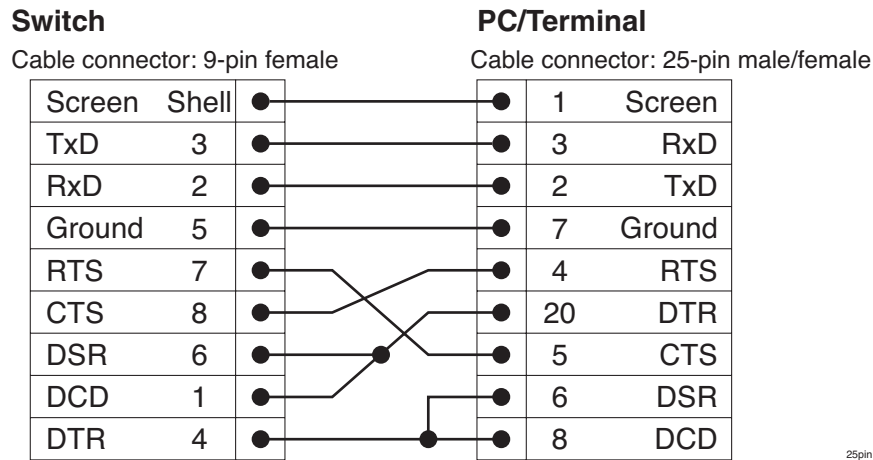 Switch PC/Terminal
Cable connector: 9-pin female Cable connector: 25-pin male/female
Screen Shell 1 Screen
TxD 3 3 RxD
RxD 2 2 TxD
Ground 5 7 Ground
RTS 7 4 RTS
CTS 8 20 DTR
DSR 6 5 CTS
DCD 1 6 DSR
DTR 4 8 DCD
25pin